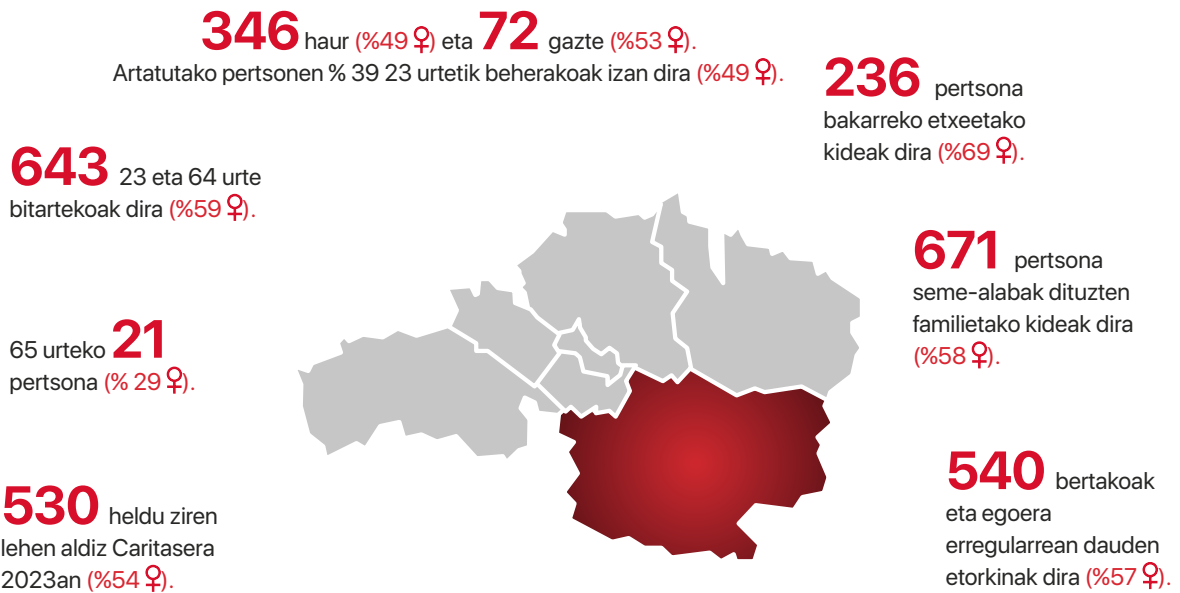 346 haur (%49 ♀) eta 72 gazte (%53 ♀).
Artatutako pertsonen % 39 23 urtetik beherakoak izan dira (%49 ♀).
236 pertsona
bakarreko etxeetako
kideak dira (%69 ♀).
643 23 eta 64 urte
bitartekoak dira (%59 ♀).
671 pertsona
seme-alabak dituzten
familietako kideak dira
(%58 ♀).
65 urteko 21
pertsona (% 29 ♀).
540 bertakoak
eta egoera
erregularrean dauden
etorkinak dira (%57 ♀).
530 heldu ziren
lehen aldiz Caritasera
2023an (%54 ♀).